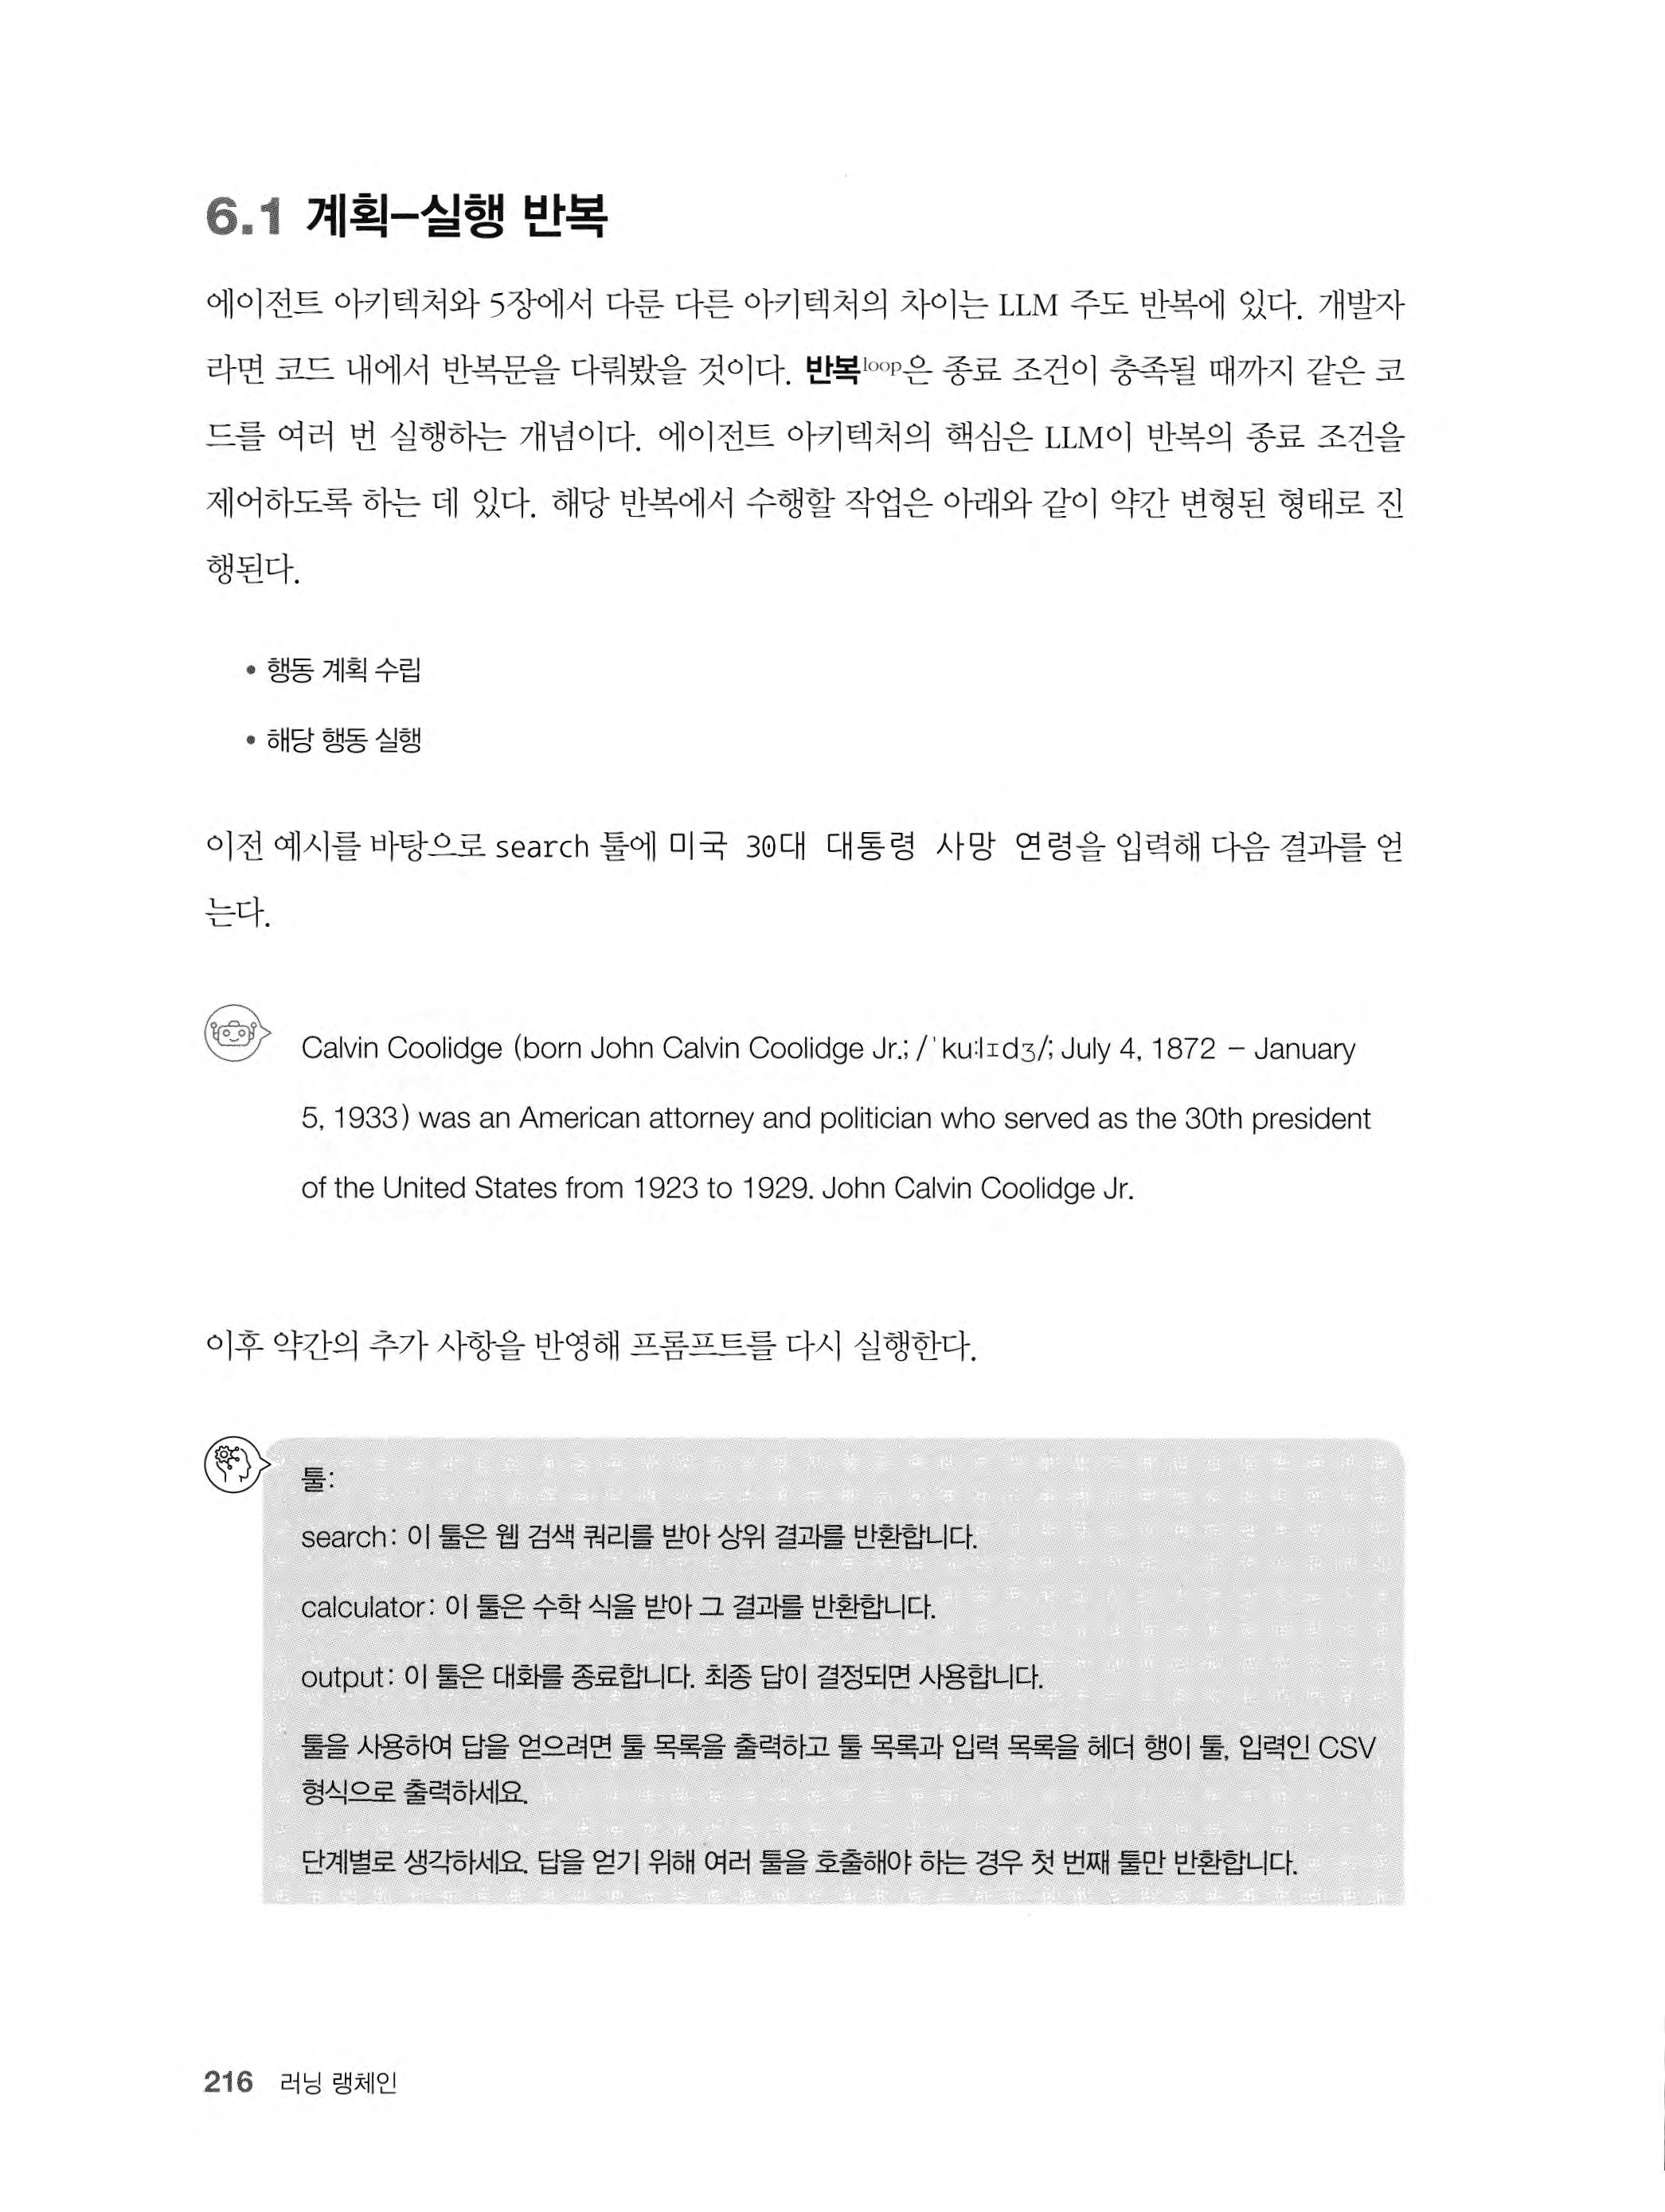 6.1 계획-실행 반복
에이전트 아키텍처와 5장에서 다룬 다른 아키텍처의 차이는 LLM 주도 반복에 있다. 개발자
라면 코드 내에서 반복문을 다뤄봤을 것이다. 반복loop은 종료 조건이 충족될 때까지 같은 코
드를 여러 번 실행하는 개념이다. 에이전트 아키텍처의 핵심은 LLM이 반복의 종료 조건을
제어하도록 하는 데 있다. 해당 반복에서 수행할 작업은 아래와 같이 약간 변형된 형태로 진
행된다.
• 행동 계획 수립
• 해당 행동 실행
이전 예시를 바탕으로 search 툴에 미국 30대 대통령 사망 연령을 입력해 다음 결과를 얻
는다.
Calvin Coolidge (born John Calvin Coolidge Jr.; /ˈkuːlɪdʒ/; July 4, 1872 – January
5, 1933) was an American attorney and politician who served as the 30th president
of the United States from 1923 to 1929. John Calvin Coolidge Jr.
이후 약간의 추가 사항을 반영해 프롬프트를 다시 실행한다.
툴:
search: 이 툴은 웹 검색 쿼리를 받아 상위 결과를 반환합니다.
calculator: 이 툴은 수학 식을 받아 그 결과를 반환합니다.
output: 이 툴은 대화를 종료합니다. 최종 답이 결정되면 사용합니다.
툴을 사용하여 답을 얻으려면 툴 목록을 출력하고 툴 목록과 입력 목록을 헤더 행이 툴, 입력인 CSV
형식으로 출력하세요.
단계별로 생각하세요. 답을 얻기 위해 여러 툴을 호출해야 하는 경우 첫 번째 툴만 반환합니다.
216 러닝 랭체인